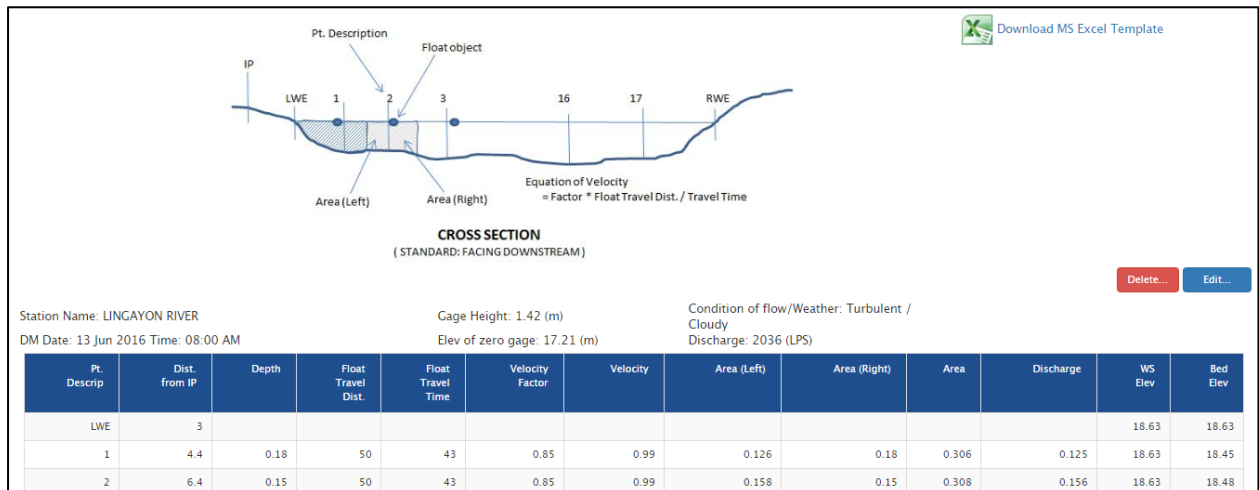 Download MS Excel Template
Pt. Description
Float object
IP
LWE 1 2 3 16 17 RWE
Equation of Velocity
= Factor * Float Travel Dist. / Travel Time
Area (Left) Area (Right)
CROSS SECTION
( STANDARD: FACING DOWNSTREAM )
Delete... Edit...
Station Name: LINGAYON RIVER Gage Height: 1.42 (m) Condition of flow/Weather: Turbulent /
Cloudy
DM Date: 13 Jun 2016 Time: 08:00 AM Elev of zero gage: 17.21 (m) Discharge: 2036 (LPS)
Pt. Dist. Depth Float Float Velocity Velocity Area (Left) Area (Right) Area Discharge WS Bed
Descrip from IP Travel Travel Factor Elev Elev
Dist. Time
LWE 3 18.63 18.63
1 4.4 0.18 50 43 0.85 0.99 0.126 0.18 0.306 0.125 18.63 18.45
2 6.4 0.15 50 43 0.85 0.99 0.158 0.15 0.308 0.156 18.63 18.48